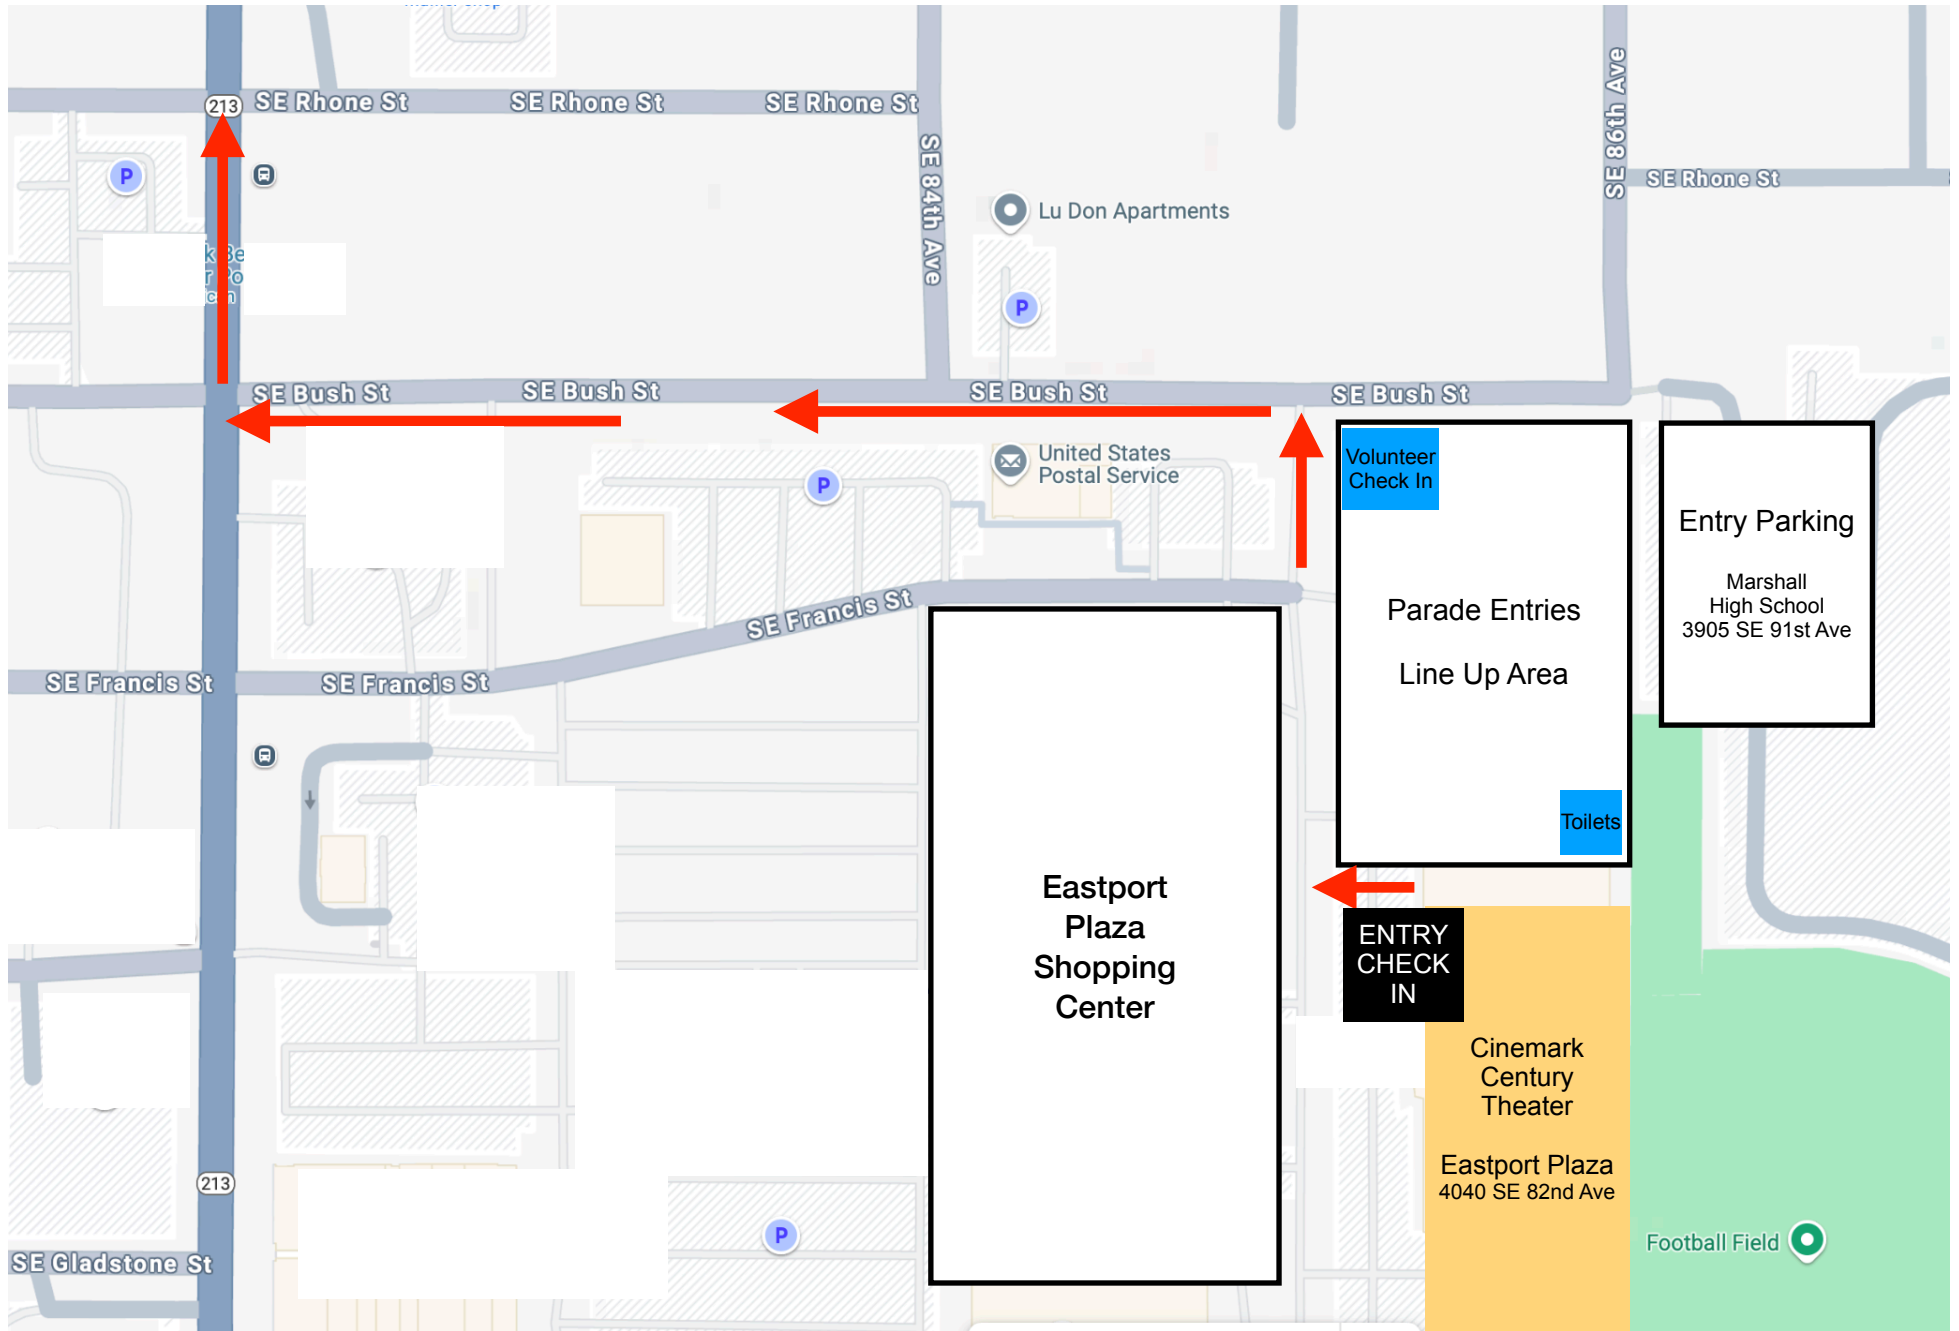 213
SE Rhone St
SE Rhone St
SE Rhone St
SE 84th Ave
SE 86th Ave
SE Rhone St
P
Lu Don Apartments
P
SE Bush St
SE Bush St
SE Bush St
SE Bush St
United States
Postal Service
P
Volunteer
Check In
Entry Parking
Marshall
High School
3905 SE 91st Ave
Parade Entries
Line Up Area
SE Francis St
SE Francis St
SE Francis St
Toilets
Eastport
Plaza
Shopping
Center
ENTRY
CHECK
IN
Cinemark
Century
Theater
Eastport Plaza
4040 SE 82nd Ave
213
P
Football Field
SE Gladstone St